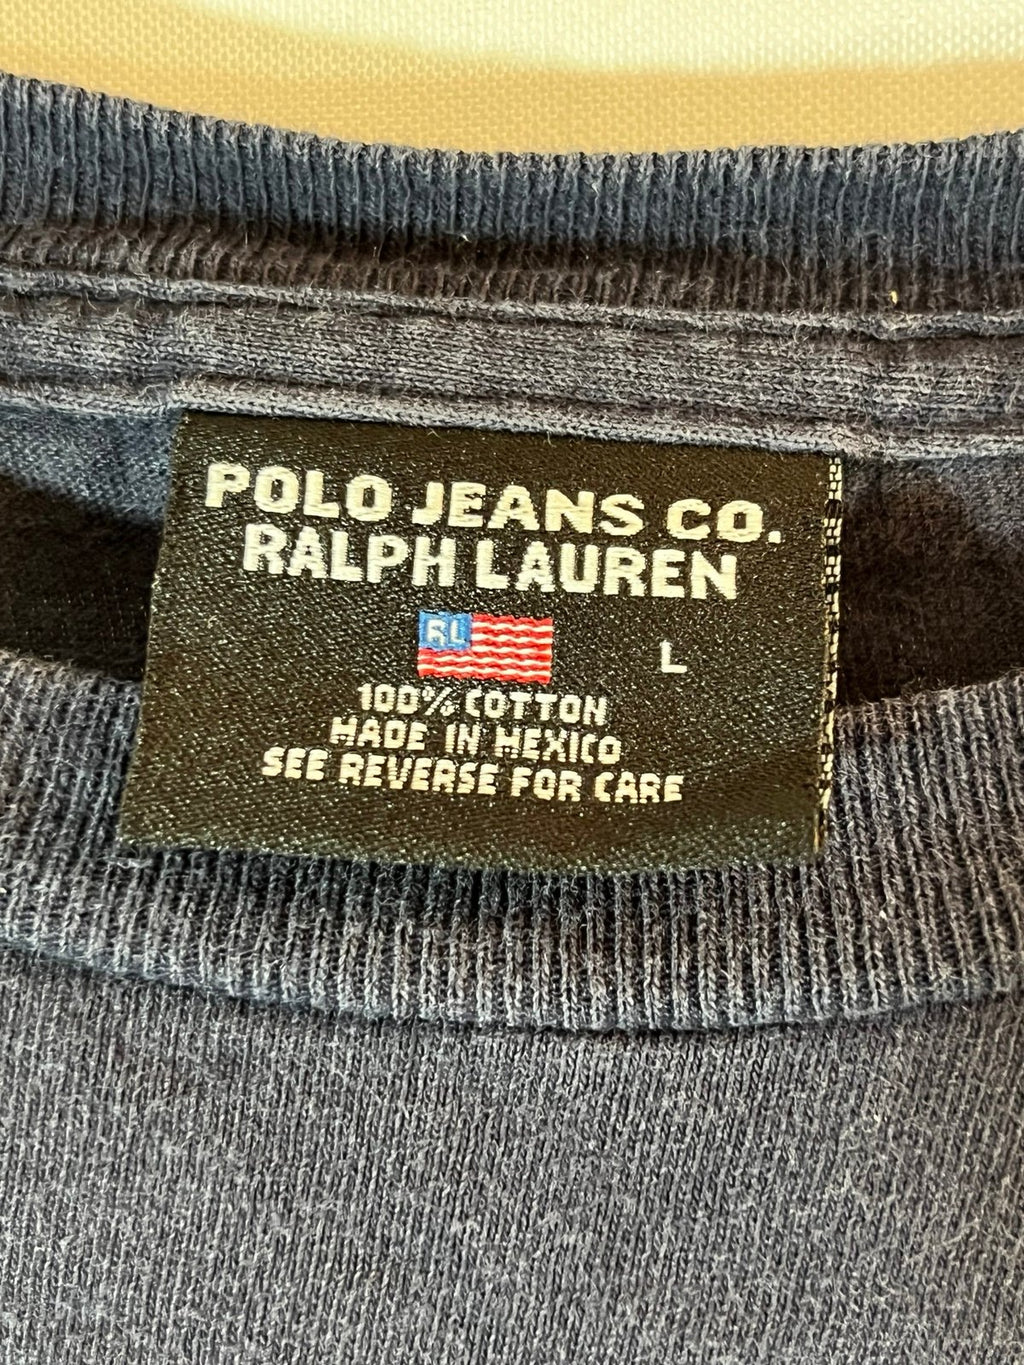 POLO JEANS CO.
RALPH LAUREN
RL
L
100% COTTON
MADE IN MEXICO
SEE REVERSE FOR CARE